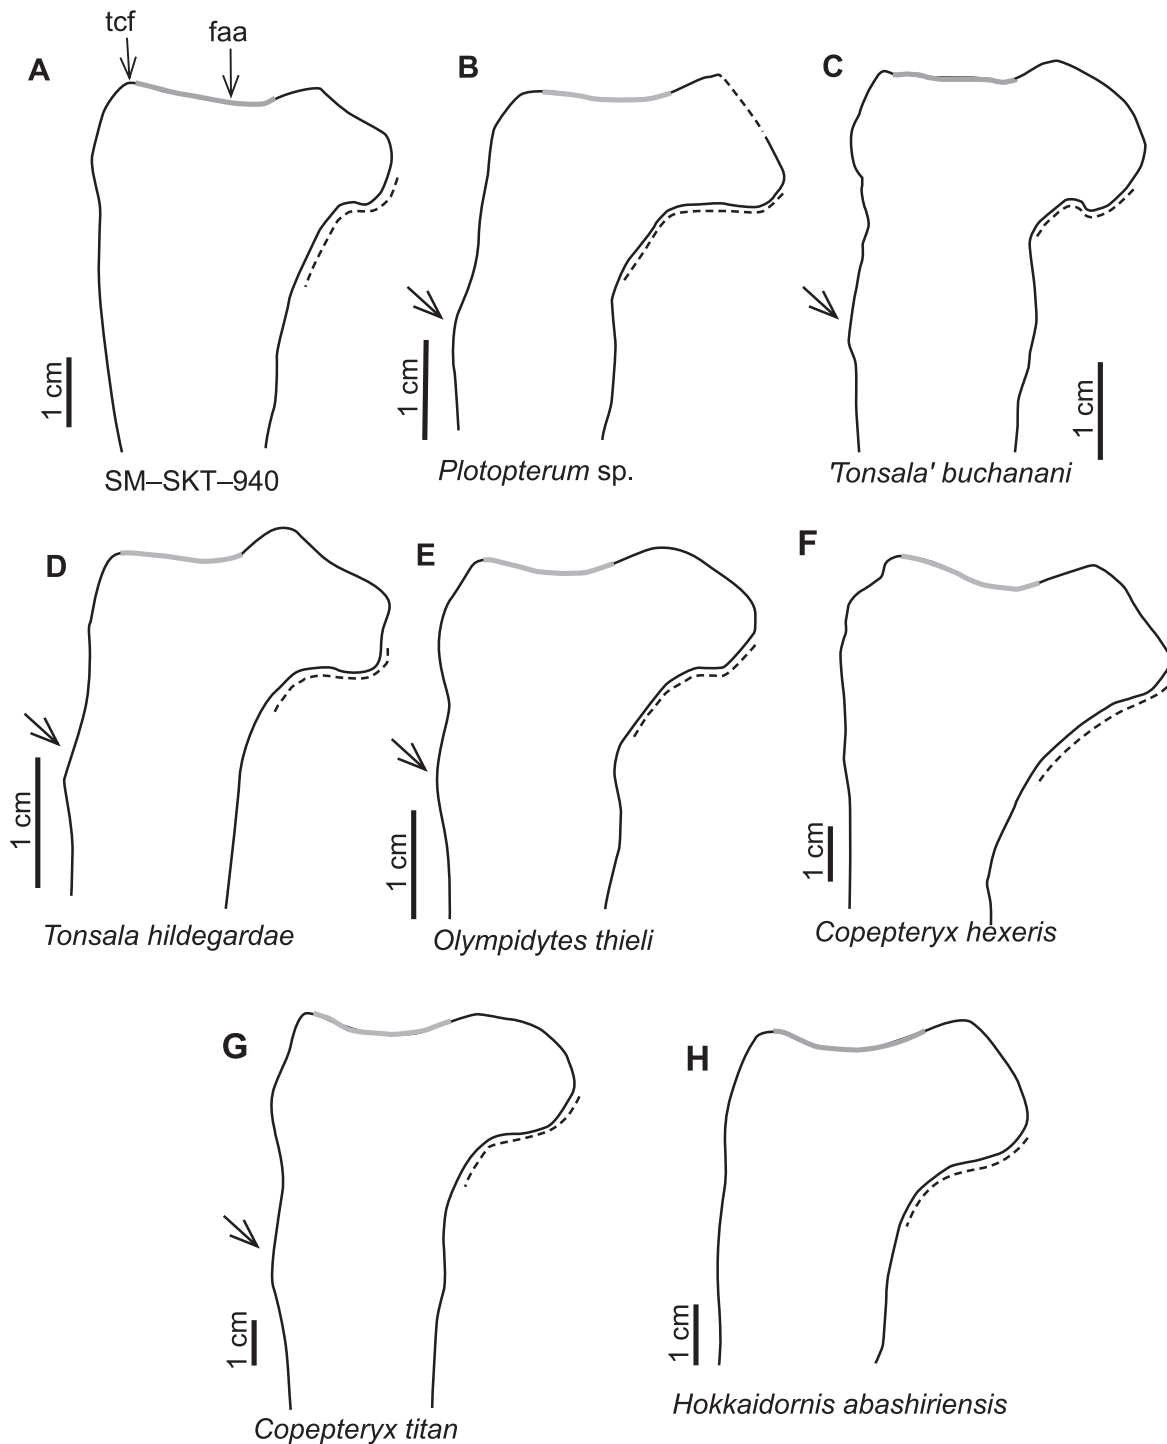 tcf
faa
A
B
C
1 cm
1 cm
1 cm
SM–SKT–940
Plotopterum sp.
'Tonsala' buchanani
D
E
F
1 cm
1 cm
1 cm
Tonsala hildegardae
Olympidytes thieli
Copepteryx hexeris
G
H
1 cm
1 cm
Copepteryx titan
Hokkaidornis abashiriensis